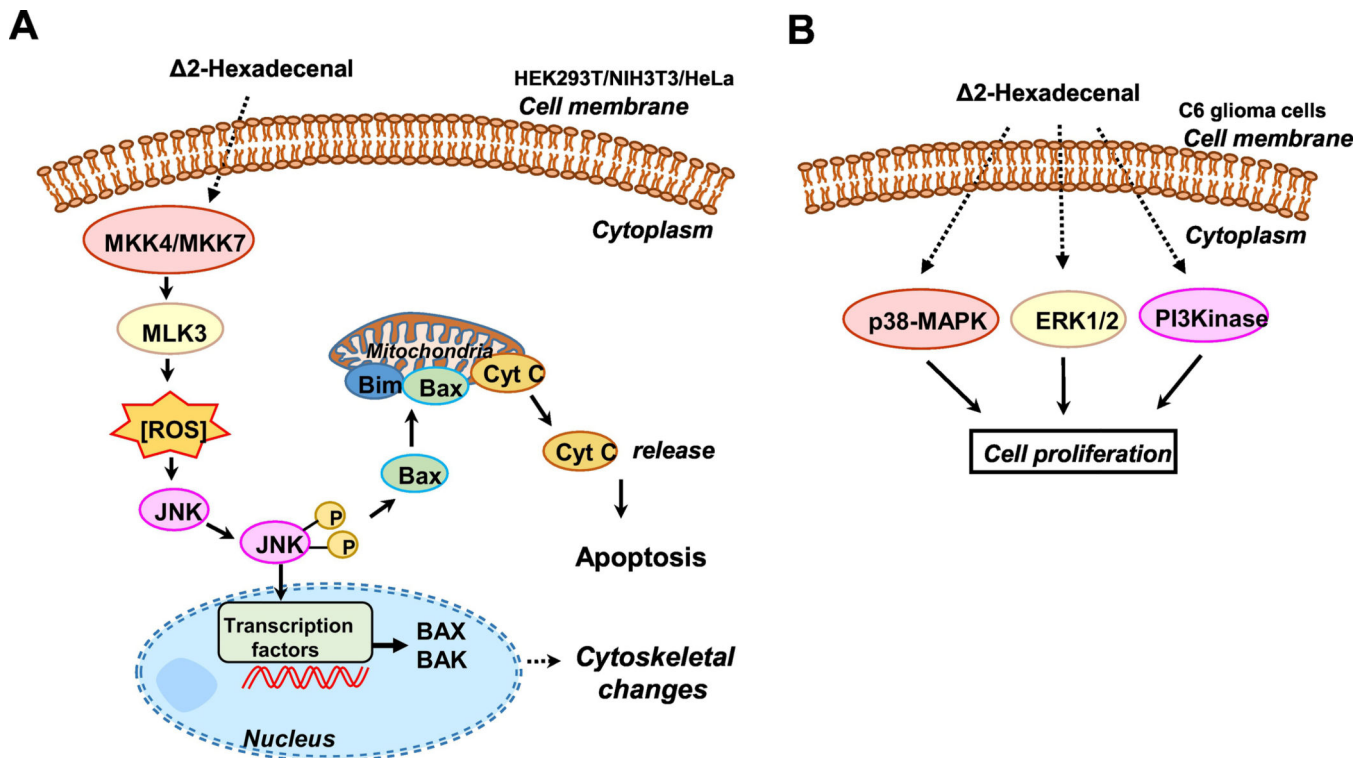 A
Δ2-Hexadecenal
HEK293T/NIH3T3/HeLa
Cell membrane
Cytoplasm
MKK4/MKK7
MLK3
[ROS]
JNK
JNK
P
P
Bax
Mitochondria
Bim
Bax
Cyt C
Cyt C
release
Apoptosis
Transcription
factors
BAX
BAK
Cytoskeletal
changes
Nucleus
B
Δ2-Hexadecenal
C6 glioma cells
Cell membrane
Cytoplasm
p38-MAPK
ERK1/2
PI3Kinase
Cell proliferation